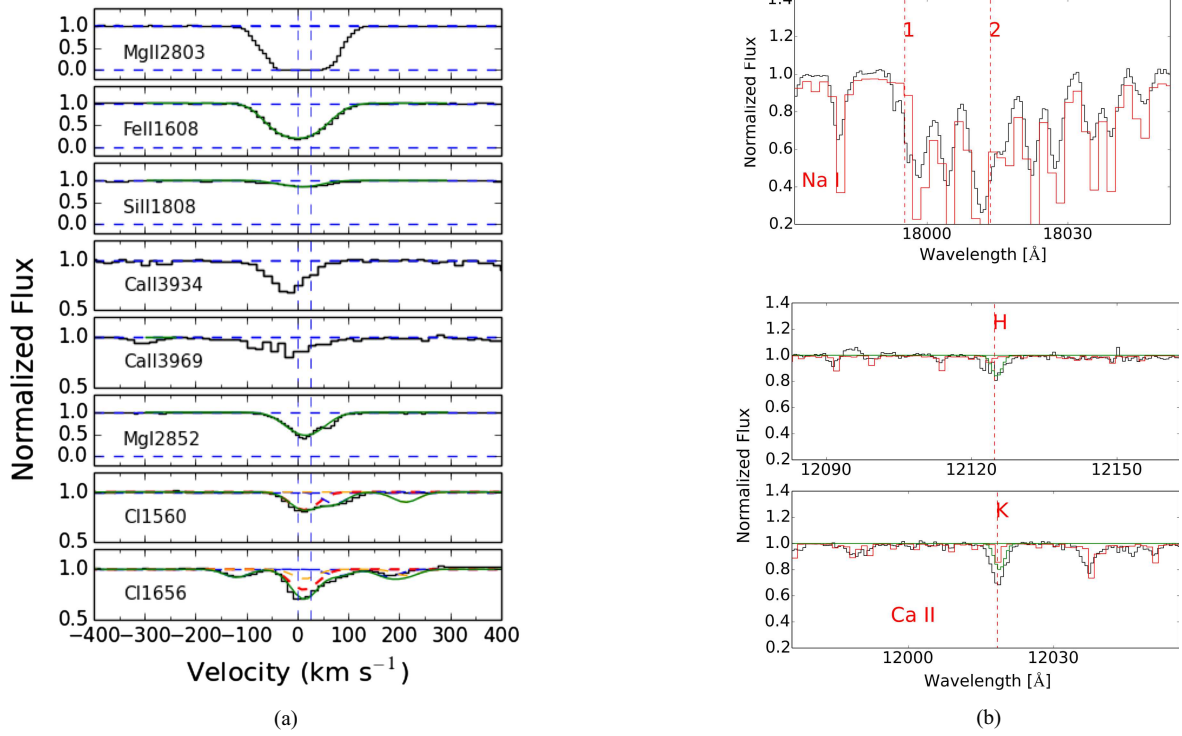 1.0
0.5
0.0
MgII2803
1.0
0.5
0.0
FeII1608
1.0
0.5
0.0
SiII1808
1.0
0.5
CaII3934
1.0
0.5
CaII3969
1.0
0.5
0.0
MgI2852
1.0
0.5
CI1560
1.0
0.5
CI1656
Normalized Flux
−400 −300 −200 −100 0 100 200 300 400
Velocity (km s⁻¹)
(a)
1.4
1.2
1.0
0.8
0.6
0.4
0.2
Normalized Flux
1 2
Na I
18000 18030
Wavelength [Å]
1.4
1.2
1.0
0.8
0.6
0.4
0.2
Normalized Flux
H
12090 12120 12150
1.4
1.2
1.0
0.8
0.6
0.4
0.2
Normalized Flux
K
Ca II
12000 12030
Wavelength [Å]
(b)